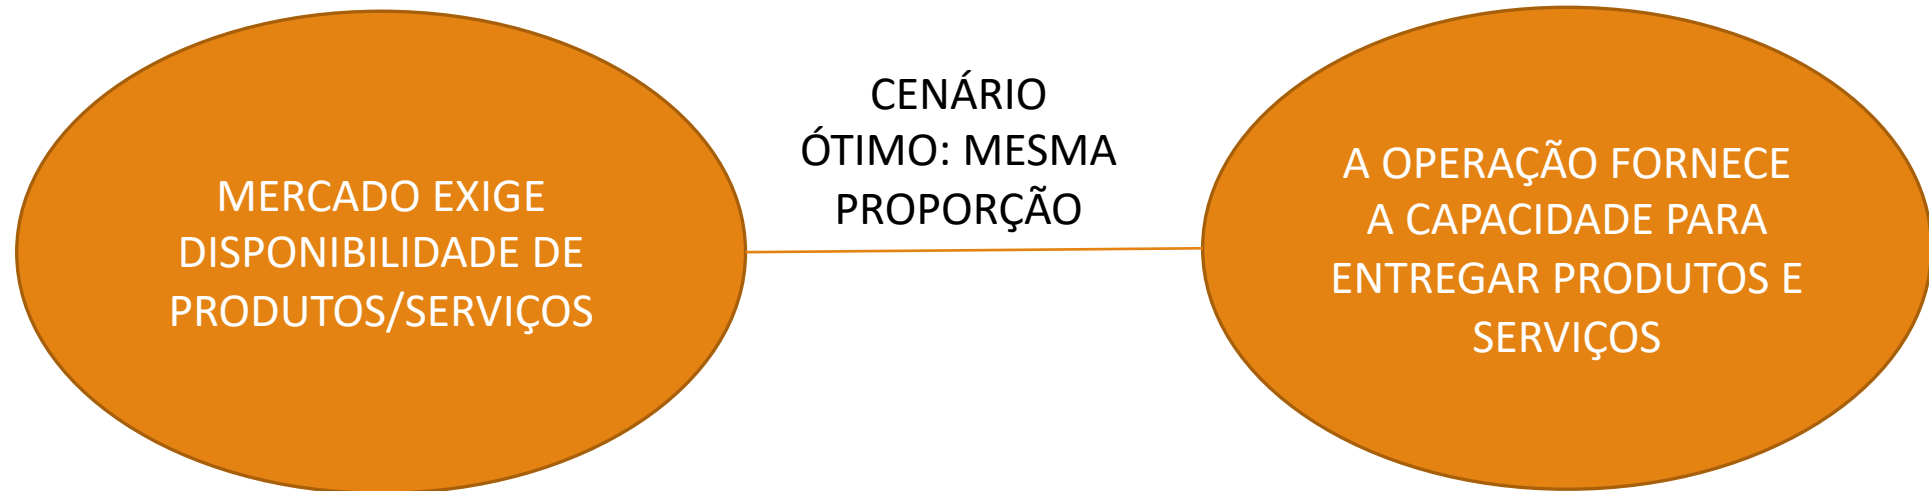 MERCADO EXIGE
DISPONIBILIDADE DE
PRODUTOS/SERVIÇOS
CENÁRIO
ÓTIMO: MESMA
PROPORÇÃO
A OPERAÇÃO FORNECE
A CAPACIDADE PARA
ENTREGAR PRODUTOS E
SERVIÇOS